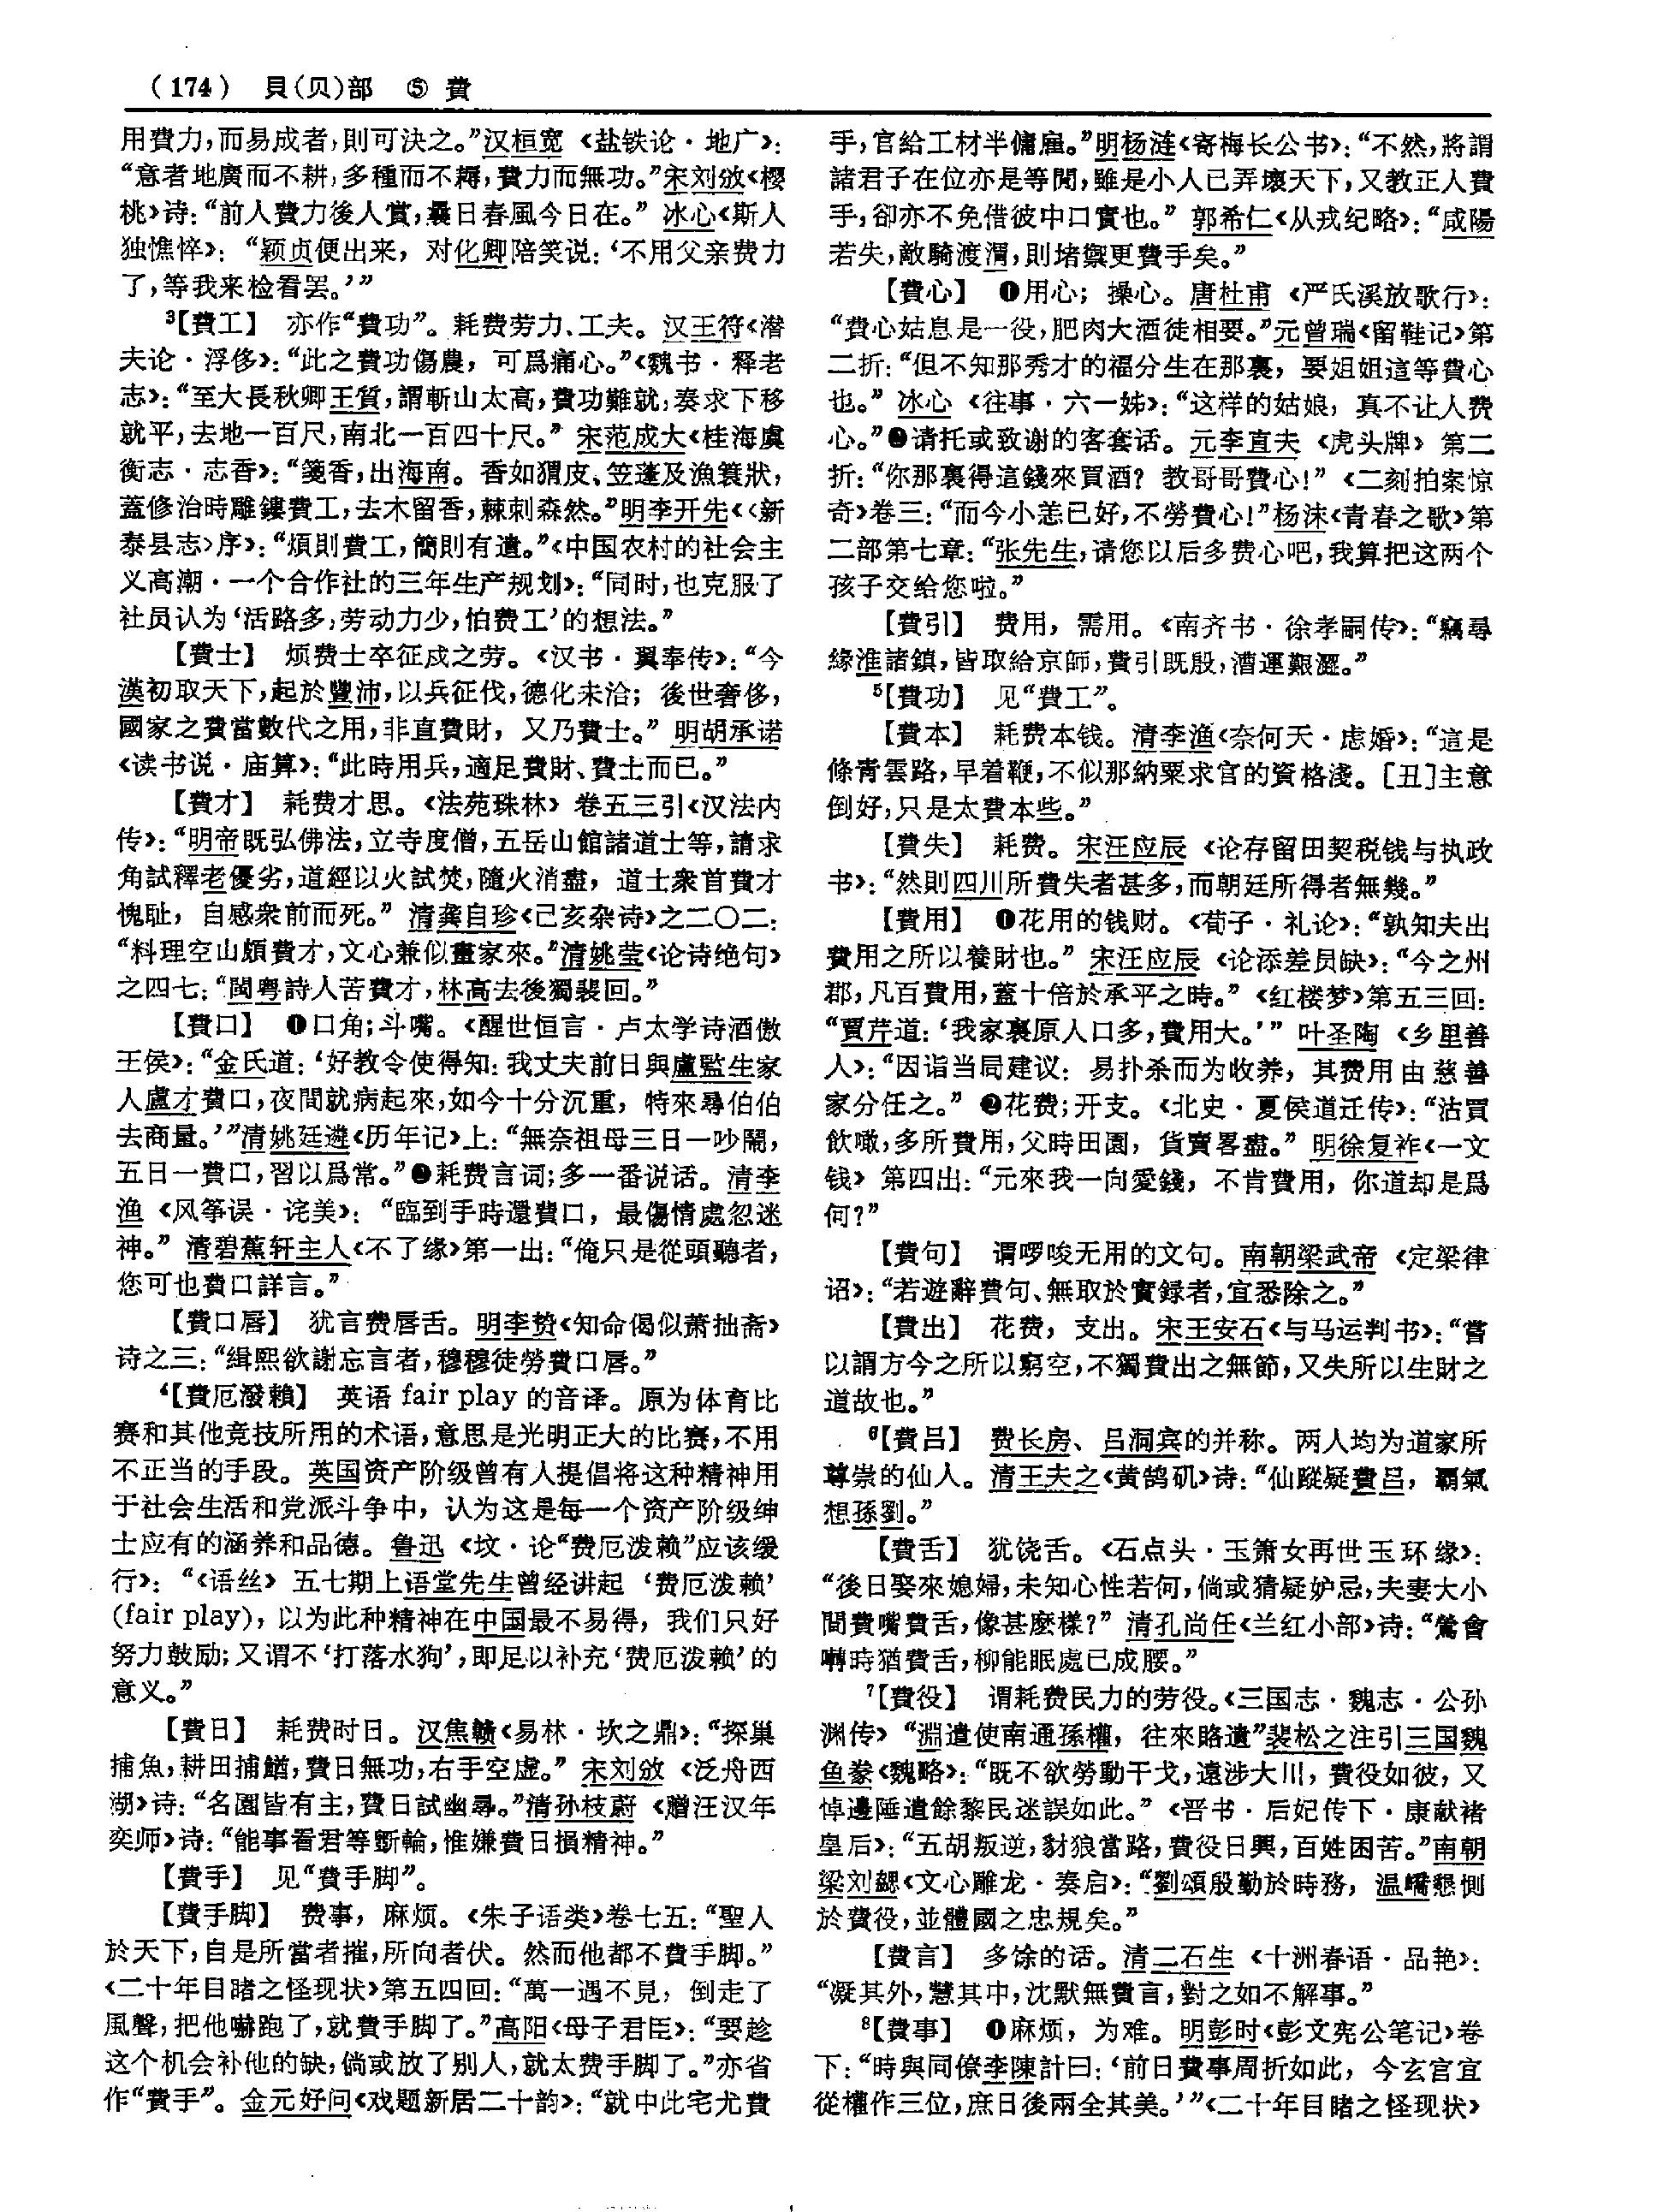 (174) 貝(贝)部 ⑤ 費
用費力,而易成者,則可決之。”汉桓宽《盐铁论·地广》:
“意者地廣而不耕,多種而不耨,費力而無功。”宋刘攽《樱
桃》诗:“前人費力後人賞,曩日春風今日在。” 冰心《斯人
独憔悴》: “颖贞便出来, 对化卿陪笑说: ‘不用父亲费力
了,等我来检看罢。’”
³【費工】 亦作“費功”。耗费劳力、工夫。汉王符《潜
夫论·浮侈》:“此之費功傷農, 可爲痛心。”《魏书·释老
志》:“至大長秋卿王質,謂斬山太高,費功難就,奏求下移
就平,去地一百尺,南北一百四十尺。” 宋范成大《桂海虞
衡志·志香》:“箋香,出海南。香如猬皮、笠蓬及漁簑狀,
蓋修治時雕鏤費工,去木留香,棘刺森然。”明李开先《〈新
泰县志〉序》:“煩則費工,簡則有遺。”《中国农村的社会主
义高潮·一个合作社的三年生产规划》:“同时,也克服了
社员认为‘活路多,劳动力少,怕费工’的想法。”
【費士】 烦费士卒征戍之劳。《汉书·翼奉传》:“今
漢初取天下,起於豐沛,以兵征伐,德化未洽; 後世奢侈,
國家之費當數代之用,非直費財, 又乃費士。” 明胡承诺
《读书说·庙算》:“此時用兵,適足費財、費士而已。”
【費才】 耗费才思。《法苑珠林》卷五三引《汉法内
传》:“明帝既弘佛法,立寺度僧,五岳山館諸道士等,請求
角試釋老優劣,道經以火試焚,隨火消盡, 道士衆首費才
愧耻, 自感衆前而死。” 清龚自珍《己亥杂诗》之二〇二:
“料理空山頗費才,文心兼似畫家來。”清姚莹《论诗绝句》
之四七:“閩粤詩人苦費才,林高去後獨裴回。”
【費口】 ❶口角;斗嘴。《醒世恒言·卢太学诗酒傲
王侯》:“金氏道: ‘好教令使得知: 我丈夫前日與盧監生家
人盧才費口,夜間就病起來,如今十分沉重, 特來尋伯伯
去商量。’”清姚廷遴《历年记》上:“無奈祖母三日一吵鬧,
五日一費口,習以爲常。”❷耗费言词;多一番说话。清李
渔《风筝误·诧美》: “臨到手時還費口, 最傷情處忽迷
神。” 清碧蕉轩主人《不了缘》第一出:“俺只是從頭聽者,
您可也費口詳言。”
【費口唇】 犹言费唇舌。明李贽《知命偈似萧拙斋》
诗之三:“緝熙欲謝忘言者,穆穆徒勞費口唇。”
⁴【費厄潑賴】 英语 fair play 的音译。原为体育比
赛和其他竞技所用的术语,意思是光明正大的比赛,不用
不正当的手段。英国资产阶级曾有人提倡将这种精神用
于社会生活和党派斗争中, 认为这是每一个资产阶级绅
士应有的涵养和品德。鲁迅《坟·论“费厄泼赖”应该缓
行》: “《语丝》五七期上语堂先生曾经讲起‘费厄泼赖’
(fair play), 以为此种精神在中国最不易得, 我们只好
努力鼓励;又谓不‘打落水狗’,即足以补充‘费厄泼赖’的
意义。”
【費日】 耗费时日。汉焦赣《易林·坎之鼎》:“探巢
捕魚,耕田捕鰌,費日無功,右手空虚。” 宋刘攽《泛舟西
湖》诗:“名園皆有主,費日試幽尋。”清孙枝蔚《赠汪汉年
奕师》诗:“能事看君等斲輪,惟嫌費日損精神。”
【費手】 见“費手脚”。
【費手脚】 费事, 麻烦。《朱子语类》卷七五:“聖人
於天下,自是所當者摧,所向者伏。然而他都不費手脚。”
《二十年目睹之怪现状》第五四回:“萬一遇不見, 倒走了
風聲,把他嚇跑了,就費手脚了。”高阳《母子君臣》:“要趁
这个机会补他的缺,倘或放了别人,就太费手脚了。”亦省
作“費手”。金元好问《戏题新居二十韵》:“就中此宅尤費
手,官給工材半傭雇。”明杨涟《寄梅长公书》:“不然,將謂
諸君子在位亦是等閒,雖是小人已弄壞天下,又教正人費
手,卻亦不免借彼中口實也。” 郭希仁《从戎纪略》:“咸陽
若失,敵騎渡渭,則堵禦更費手矣。”
【費心】 ❶用心; 操心。唐杜甫《严氏溪放歌行》:
“費心姑息是一役,肥肉大酒徒相要。”元曾瑞《留鞋记》第
二折:“但不知那秀才的福分生在那裏, 要姐姐這等費心
也。” 冰心《往事·六一姊》:“这样的姑娘, 真不让人费
心。”❷请托或致谢的客套话。元李直夫《虎头牌》第二
折:“你那裏得這錢來買酒? 教哥哥費心!”《二刻拍案惊
奇》卷三:“而今小恙已好,不勞費心!”杨沫《青春之歌》第
二部第七章:“张先生,请您以后多费心吧,我算把这两个
孩子交给您啦。”
【費引】 费用, 需用。《南齐书·徐孝嗣传》:“竊尋
緣淮諸鎮,皆取給京師,費引既殷,漕運艱澀。”
⁵【費功】 见“費工”。
【費本】 耗费本钱。清李渔《奈何天·虑婚》:“這是
條青雲路,早着鞭,不似那納粟求官的資格淺。[丑]主意
倒好,只是太費本些。”
【費失】 耗费。宋汪应辰《论存留田契税钱与执政
书》:“然則四川所費失者甚多,而朝廷所得者無幾。”
【費用】 ❶花用的钱财。《荀子·礼论》:“孰知夫出
費用之所以養財也。” 宋汪应辰《论添差员缺》:“今之州
郡,凡百費用,蓋十倍於承平之時。”《红楼梦》第五三回:
“賈芹道: ‘我家裏原人口多,費用大。’” 叶圣陶《乡里善
人》:“因诣当局建议: 易扑杀而为收养, 其费用由慈善
家分任之。” ❷花费;开支。《北史·夏侯道迁传》:“沽買
飲噉,多所費用,父時田園, 貨賣畧盡。” 明徐复祚《一文
钱》第四出:“元來我一向愛錢, 不肯費用, 你道却是爲
何?”
【費句】 谓啰唆无用的文句。南朝梁武帝《定梁律
诏》:“若遊辭費句、無取於實録者,宜悉除之。”
【費出】 花费, 支出。宋王安石《与马运判书》:“嘗
以謂方今之所以窮空,不獨費出之無節,又失所以生財之
道故也。”
⁶【費吕】 费长房、吕洞宾的并称。两人均为道家所
尊崇的仙人。清王夫之《黄鹄矶》诗:“仙蹤疑費吕, 霸氣
想孫劉。”
【費舌】 犹饶舌。《石点头·玉箫女再世玉环缘》:
“後日娶來媳婦,未知心性若何,倘或猜疑妒忌,夫妻大小
間費嘴費舌,像甚麽樣?” 清孔尚任《兰红小部》诗:“鶯會
囀時猶費舌,柳能眠處已成腰。”
⁷【費役】 谓耗费民力的劳役。《三国志·魏志·公孙
渊传》“淵遣使南通孫權, 往來賂遺”裴松之注引三国魏
鱼豢《魏略》:“既不欲勞動干戈,遠涉大川, 費役如彼, 又
悼邊陲遺餘黎民迷誤如此。”《晋书·后妃传下·康献褚
皇后》:“五胡叛逆,豺狼當路,費役日興,百姓困苦。”南朝
梁刘勰《文心雕龙·奏启》:“劉頌殷勤於時務, 温嶠懇惻
於費役,並體國之忠規矣。”
【費言】 多馀的话。清二石生《十洲春语·品艳》:
“凝其外,慧其中,沈默無費言,對之如不解事。”
⁸【費事】 ❶麻烦, 为难。明彭时《彭文宪公笔记》卷
下:“時與同僚李陳計曰: ‘前日費事周折如此, 今玄宫宜
從權作三位,庶日後兩全其美。’”《二十年目睹之怪现状》